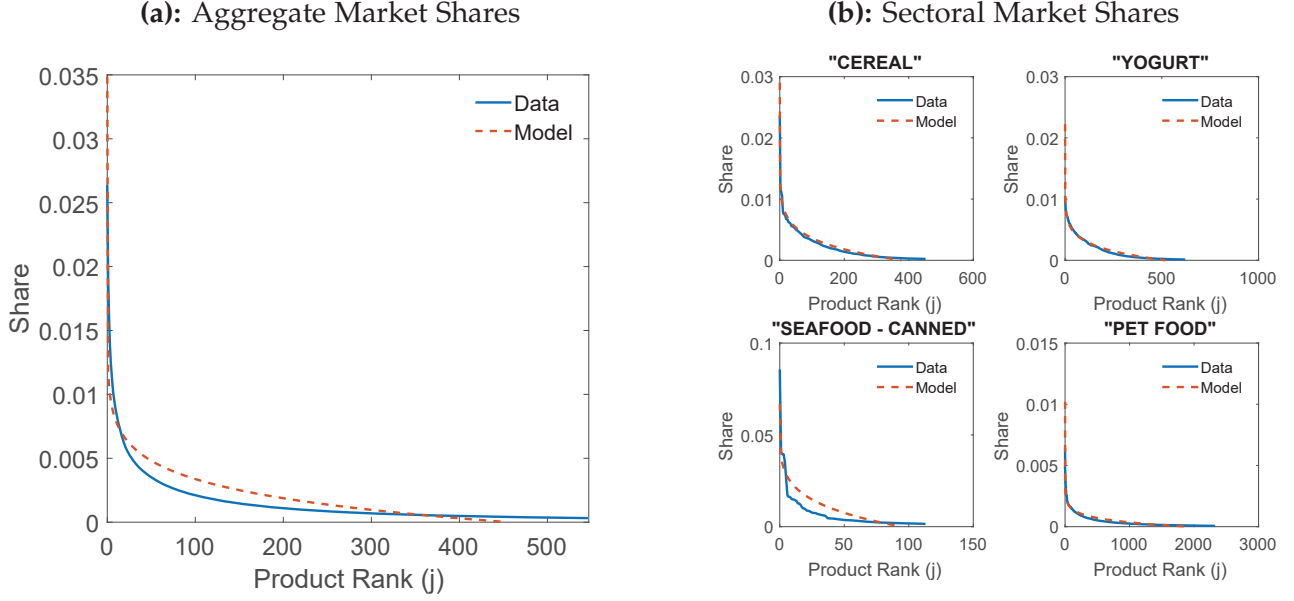 (a): Aggregate Market Shares
0.035
0.03
0.025
0.02
0.015
0.01
0.005
0
Share
Data
Model
0 100 200 300 400 500
Product Rank (j)
(b): Sectoral Market Shares
"CEREAL"
0.03
0.02
0.01
0
Share
Data
Model
0 200 400 600
Product Rank (j)
"YOGURT"
0.03
0.02
0.01
0
Share
Data
Model
0 500 1000
Product Rank (j)
"SEAFOOD - CANNED"
0.1
0.05
0
Share
Data
Model
0 50 100 150
Product Rank (j)
"PET FOOD"
0.015
0.01
0.005
0
Share
Data
Model
0 1000 2000 3000
Product Rank (j)